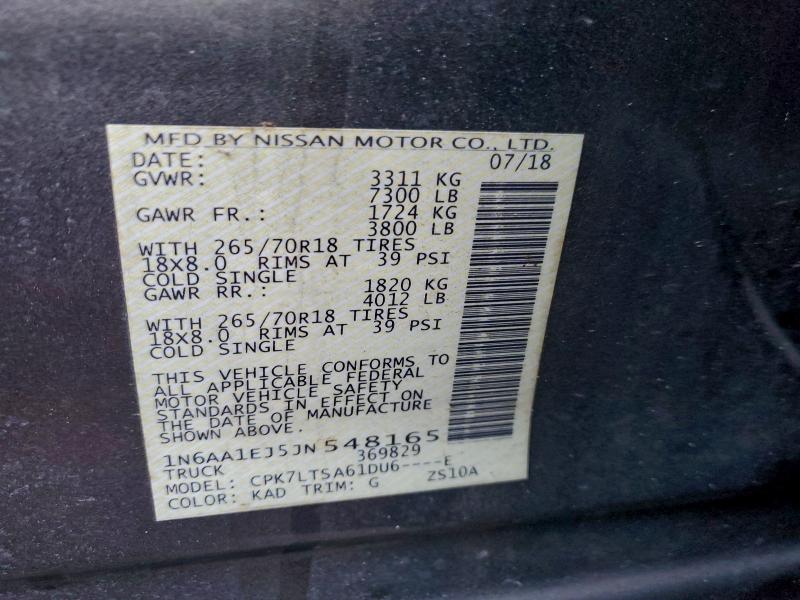 MFD BY NISSAN MOTOR CO., LTD.
DATE: 07/18
GVWR: 3311 KG
7300 LB
GAWR FR.: 1724 KG
3800 LB
WITH 265/70R18 TIRES
18X8.0 RIMS AT 39 PSI
COLD SINGLE
GAWR RR.: 1820 KG
4012 LB
WITH 265/70R18 TIRES
18X8.0 RIMS AT 39 PSI
COLD SINGLE
THIS VEHICLE CONFORMS TO
ALL APPLICABLE FEDERAL
MOTOR VEHICLE SAFETY
STANDARDS IN EFFECT ON
THE DATE OF MANUFACTURE
SHOWN ABOVE.
1N6AA1EJ5JN548165
TRUCK 369829
MODEL: CPK7LTSA61DU6----E
COLOR: KAD TRIM: G ZS10A